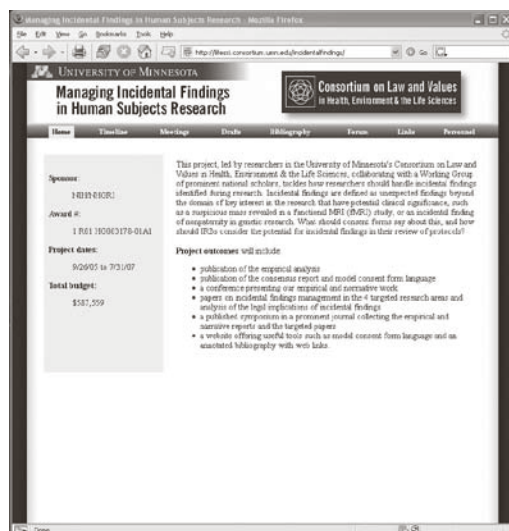 Managing Incidental Findings in Human Subjects Research - Mozilla Firefox
File Edit View Go Bookmarks Tools Help
Go
UNIVERSITY OF MINNESOTA
Managing Incidental Findings
in Human Subjects Research
Consortium on Law and Values
in Health, Environment & the Life Sciences
Home Timeline Meetings Drafts Bibliography Forum Links Personnel
Sponsor:
Award #:
1 R01 HG003178-01A1
Project dates:
9/26/05 to 7/31/07
Total budget:
$587,559
This project, led by researchers in the University of Minnesota's Consortium on Law and
Values in Health, Environment & the Life Sciences, collaborating with a Working Group
of prominent national scholars, tackles how researchers should handle incidental findings
identified during research. Incidental findings are defined as unexpected findings beyond
the domain of key interest in the research that have potential clinical significance, such
as a suspicious mass revealed in a functional MRI (fMRI) study, or an incidental finding
of nonpaternity in genetic research. What should consent forms say about this, and how
should IRBs consider the potential for incidental findings in their review of protocols?
Project outcomes will include:
• publication of the empirical analysis
• publication of the consensus report and model consent form language
• a conference presenting our empirical and normative work
• papers on incidental findings management in the 4 targeted research areas and
analysis of the legal implications of incidental findings
• a published symposium in a prominent journal collecting the empirical and
narrative reports and the targeted papers
• a website offering useful tools such as model consent form language and an
annotated bibliography with web links.
Done